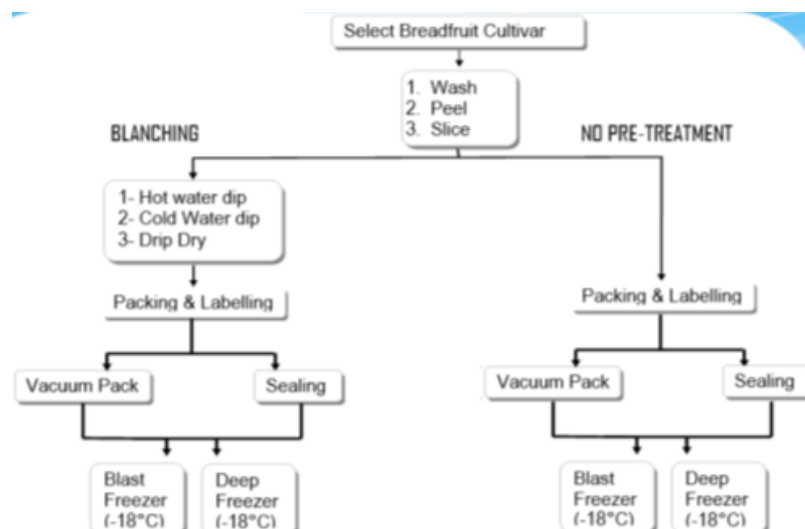 Select Breadfruit Cultivar
1. Wash
2. Peel
3. Slice
BLANCHING
NO PRE-TREATMENT
1- Hot water dip
2- Cold Water dip
3- Drip Dry
Packing & Labelling
Packing & Labelling
Vacuum Pack
Sealing
Vacuum Pack
Sealing
Blast
Freezer
(-18°C)
Deep
Freezer
(-18°C)
Blast
Freezer
(-18°C)
Deep
Freezer
(-18°C)